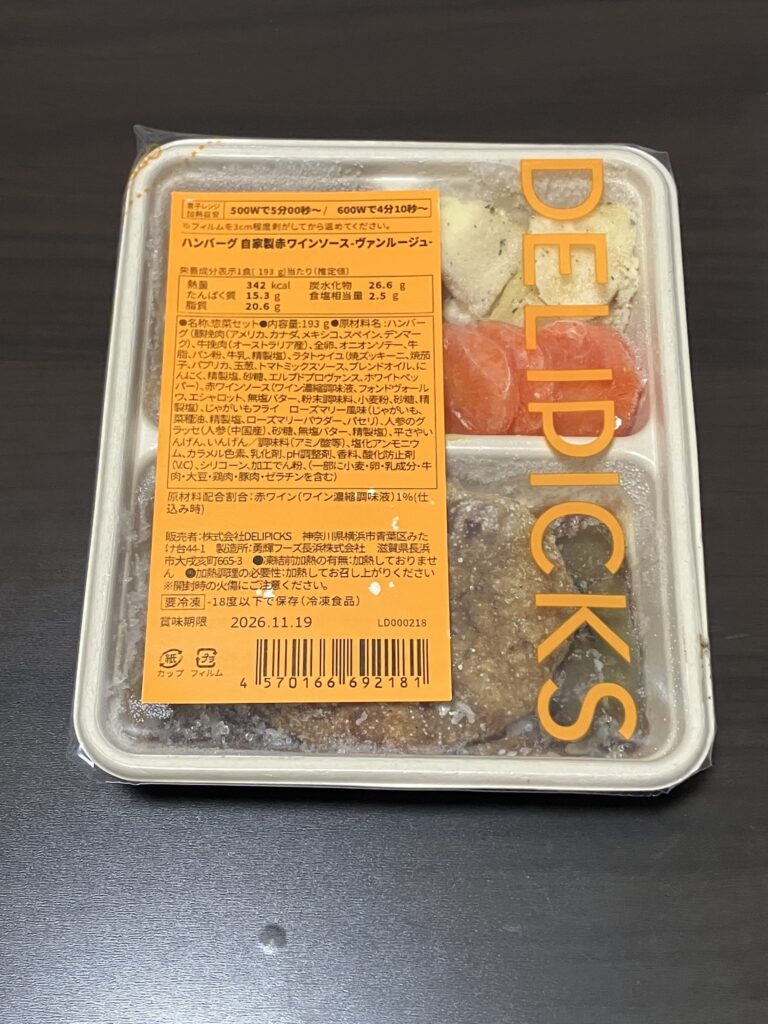 DELIPICKS
電子レンジ
加熱目安
500Wで5分00秒〜/ 600Wで4分10秒〜
※フィルムを3cm程度剥がしてから温めてください。
ハンバーグ 自家製赤ワインソース-ヴァンルージュ-
栄養成分表示1食( 193 g)当たり(推定値)
熱量 342 kcal 炭水化物 26.6 g
たんぱく質 15.3 g 食塩相当量 2.5 g
脂質 20.6 g
●名称:惣菜セット●内容量:193 g●原材料名:ハンバー
グ(豚挽肉(アメリカ、カナダ、メキシコ、スペイン、デンマー
ク)、牛挽肉(オーストラリア産)、全卵、オニオンソテー、牛
脂、パン粉、牛乳、精製塩)、ラタトゥイユ(焼ズッキーニ、焼茄
子、パプリカ、玉葱、トマトミックスソース、ブレンドオイル、に
んにく、精製塩、砂糖、エルブドプロヴァンス、ホワイトペッ
パー)、赤ワインソース(ワイン濃縮調味液、フォンドヴォール
ウ、エシャロット、無塩バター、粉末調味料、小麦粉、砂糖、精
製塩)、じゃがいもフライ ローズマリー風味(じゃがいも、
菜種油、精製塩、ローズマリーパウダー、パセリ)、人参のグ
ラッセ(人参(中国産)、砂糖、無塩バター、精製塩)、平さやい
んげん、いんげん/調味料(アミノ酸等)、塩化アンモニウ
ム、カラメル色素、乳化剤、pH調整剤、香料、酸化防止剤
(V.C)、シリコーン、加工でん粉、(一部に小麦・卵・乳成分・牛
肉・大豆・鶏肉・豚肉・ゼラチンを含む)
原材料配合割合:赤ワイン(ワイン濃縮調味液)1%(仕
込み時)
販売者:株式会社DELIPICKS 神奈川県横浜市青葉区みた
け台44-1 製造所:勇輝フーズ長浜株式会社 滋賀県長浜
市大戌亥町665-3 ●凍結前加熱の有無:加熱しておりませ
ん ●加熱調理の必要性:加熱してお召し上がりください
※開封時の火傷にご注意ください。
要冷凍 -18度以下で保存(冷凍食品)
賞味期限 2026.11.19 LD000218
紙 プラ
カップ フィルム
4 570166 692181